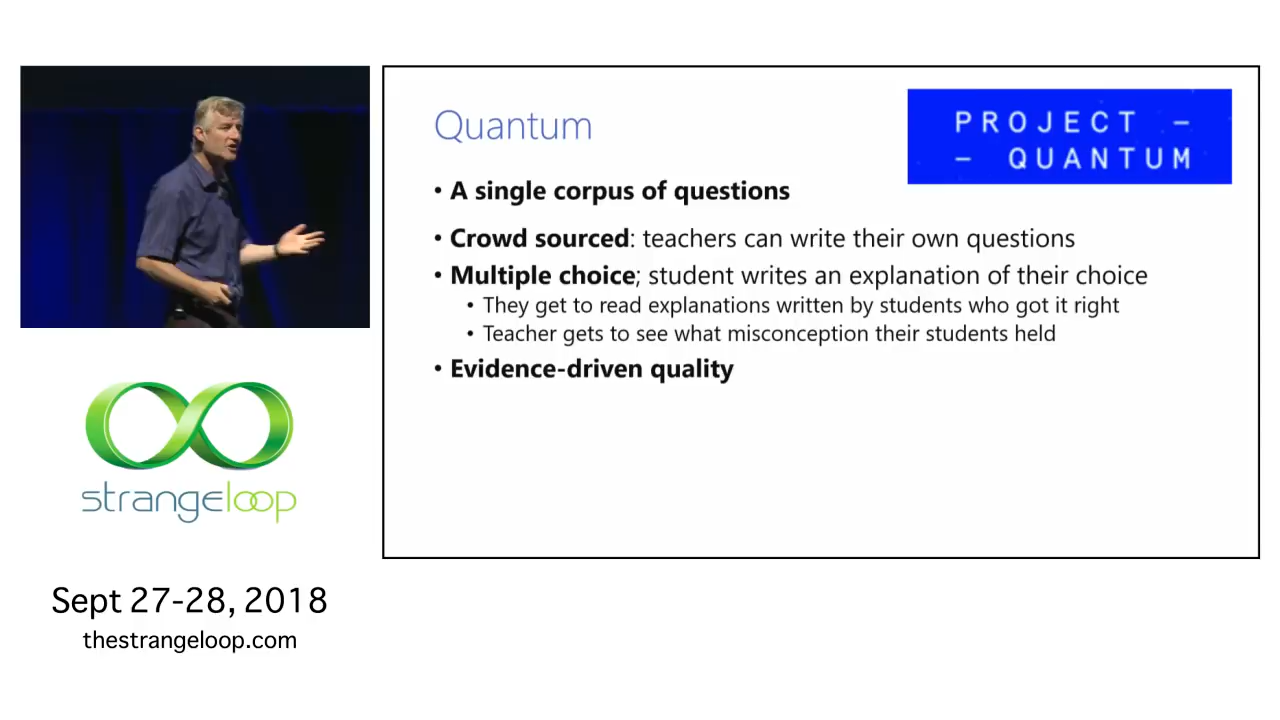 Quantum
PROJECT –
– QUANTUM
• A single corpus of questions
• Crowd sourced: teachers can write their own questions
• Multiple choice; student writes an explanation of their choice
• They get to read explanations written by students who got it right
• Teacher gets to see what misconception their students held
• Evidence-driven quality
strangeloop
Sept 27-28, 2018
thestrangeloop.com